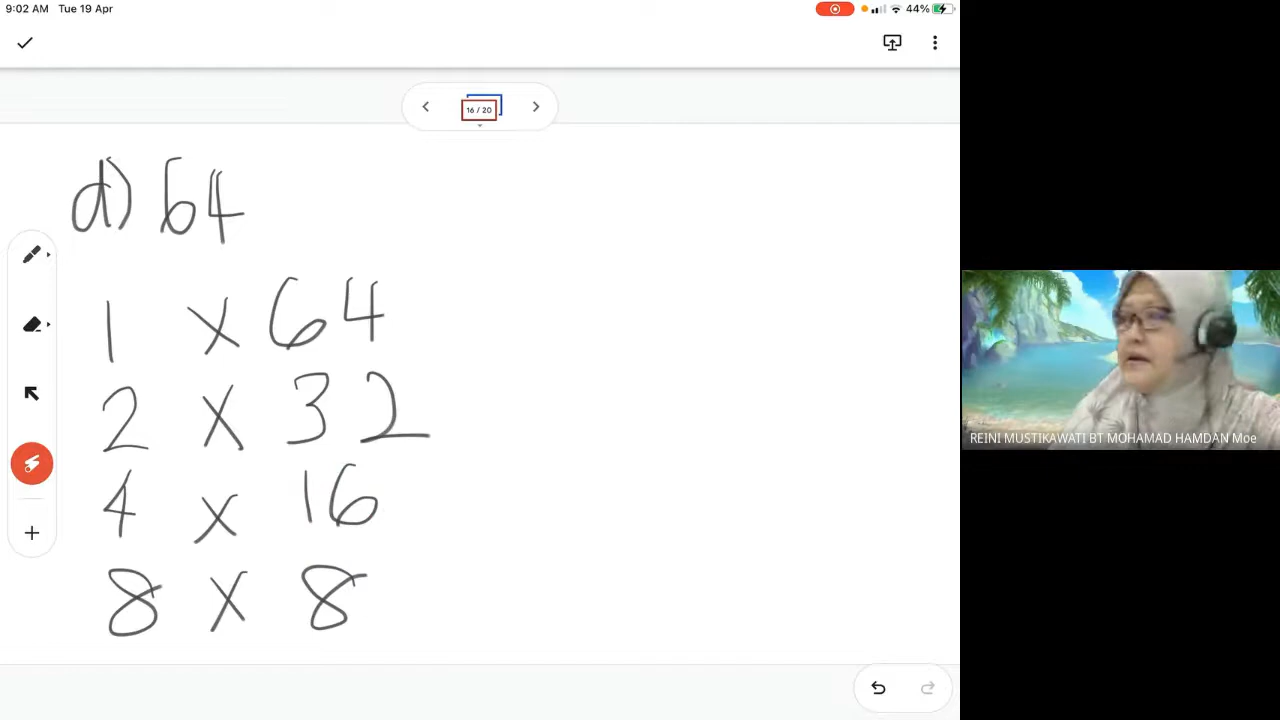 9:02 AM Tue 19 Apr
44%
16 / 20
d) 64
1 x 64
2 x 32
4 x 16
8 x 8
REINI MUSTIKAWATI BT MOHAMAD HAMDAN Moe